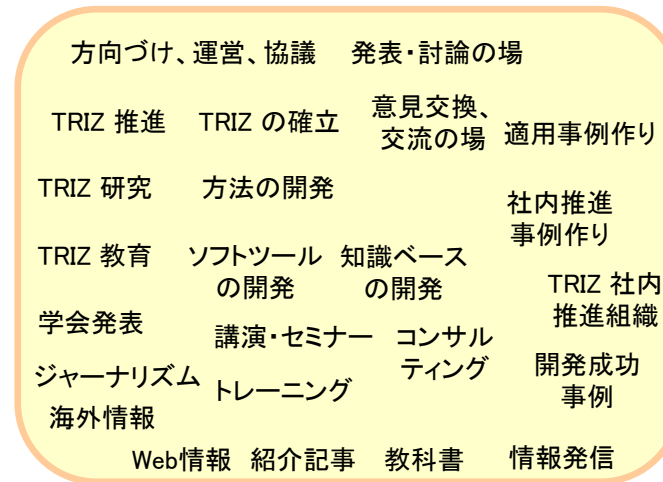 方向づけ、運営、協議　発表・討論の場
TRIZ 推進　TRIZ の確立　意見交換、
交流の場　適用事例作り
TRIZ 研究　方法の開発
社内推進
事例作り
TRIZ 教育　ソフトツール　知識ベース
の開発　の開発
TRIZ 社内
推進組織
学会発表
講演・セミナー　コンサル
ティング
開発成功
事例
ジャーナリズム　トレーニング
海外情報
Web情報　紹介記事　教科書　情報発信